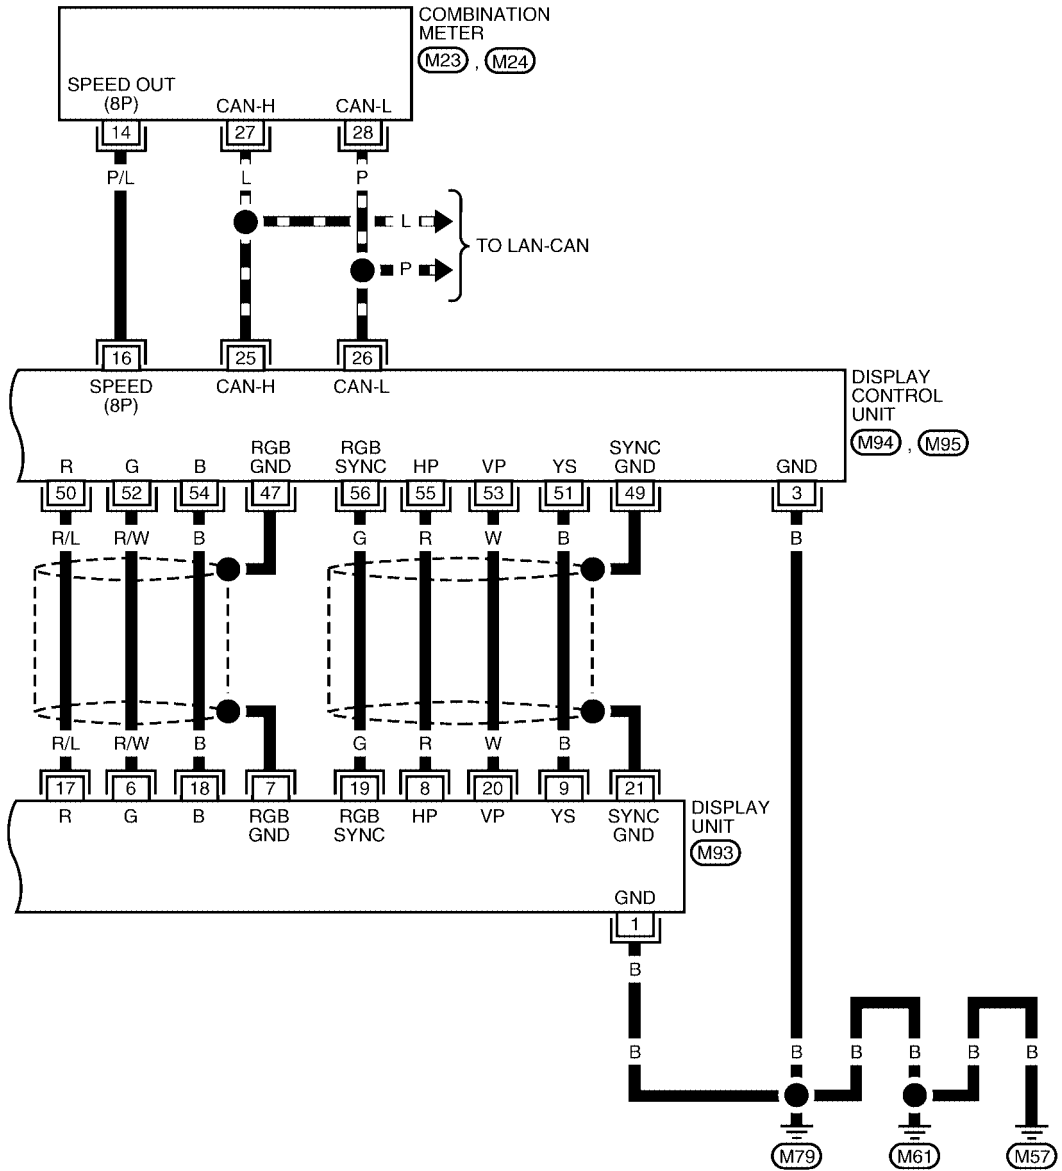 COMBINATION
METER
M23 , M24
SPEED OUT
(8P)
CAN-H
CAN-L
14
27
28
P/L
L
P
L
P
TO LAN-CAN
16
25
26
SPEED
(8P)
CAN-H
CAN-L
DISPLAY
CONTROL
UNIT
M94 , M95
R
G
B
RGB
GND
RGB
SYNC
HP
VP
YS
SYNC
GND
GND
50
52
54
47
56
55
53
51
49
3
R/L
R/W
B
G
R
W
B
B
R/L
R/W
B
G
R
W
B
17
6
18
7
19
8
20
9
21
R
G
B
RGB
GND
RGB
SYNC
HP
VP
YS
SYNC
GND
DISPLAY
UNIT
M93
GND
1
B
B
B
B
B
B
B
M79
M61
M57